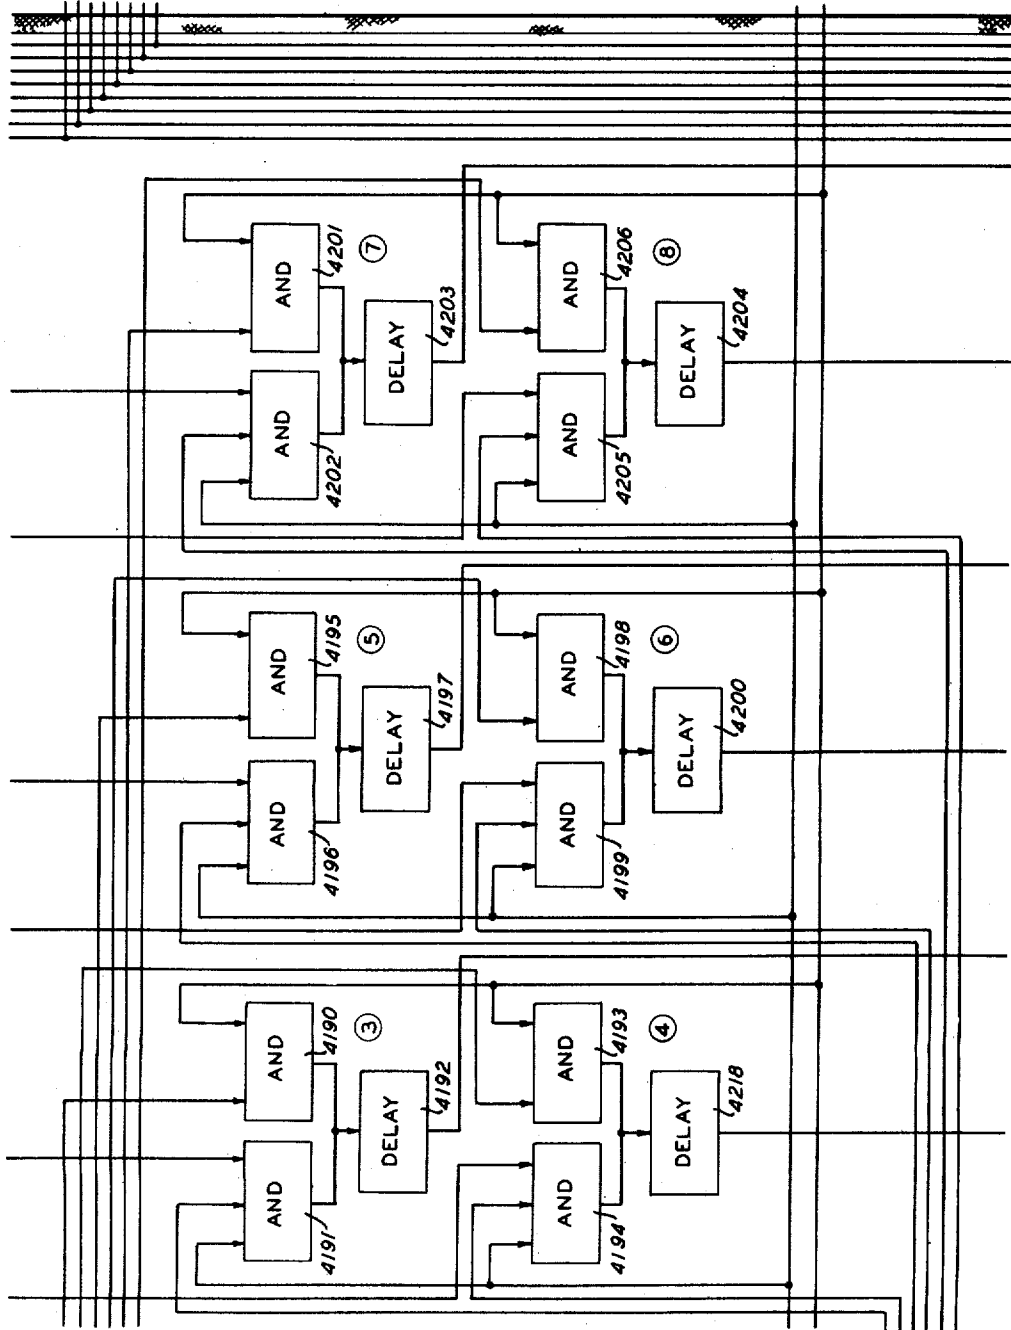 AND
4201
7
AND
4202
DELAY
4203
AND
4206
8
AND
4205
DELAY
4204
AND
4195
5
AND
4196
DELAY
4197
AND
4198
6
AND
4199
DELAY
4200
AND
4190
3
AND
4191
DELAY
4192
AND
4193
4
AND
4194
DELAY
4218